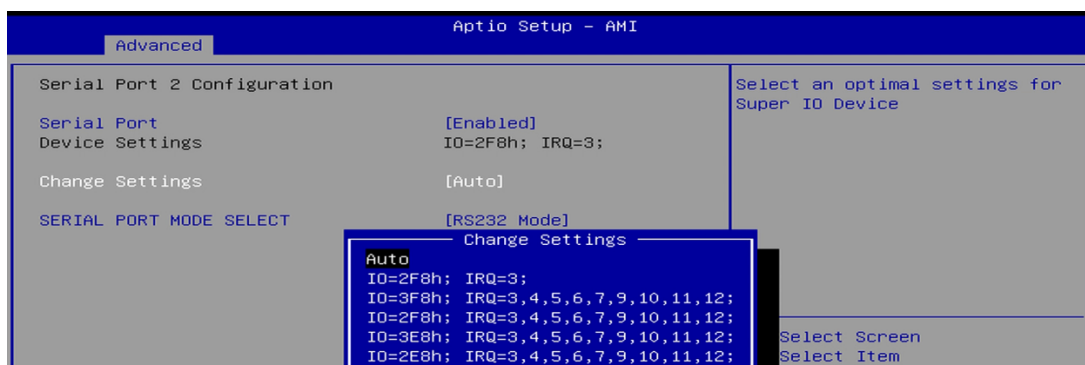 Aptio Setup – AMI
Advanced
Serial Port 2 Configuration
Select an optimal settings for
Super IO Device
Serial Port [Enabled]
Device Settings IO=2F8h; IRQ=3;
Change Settings [Auto]
SERIAL PORT MODE SELECT [RS232 Mode]
Change Settings
Auto
IO=2F8h; IRQ=3;
IO=3F8h; IRQ=3,4,5,6,7,9,10,11,12;
IO=2F8h; IRQ=3,4,5,6,7,9,10,11,12;
IO=3E8h; IRQ=3,4,5,6,7,9,10,11,12;
IO=2E8h; IRQ=3,4,5,6,7,9,10,11,12;
Select Screen
Select Item